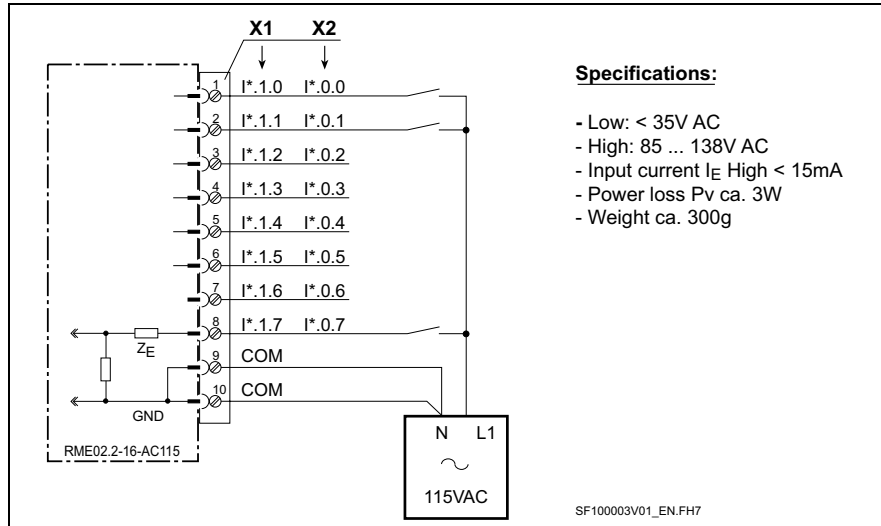 X1 X2
1 I*.1.0 I*.0.0
2 I*.1.1 I*.0.1
3 I*.1.2 I*.0.2
4 I*.1.3 I*.0.3
5 I*.1.4 I*.0.4
6 I*.1.5 I*.0.5
7 I*.1.6 I*.0.6
8 I*.1.7 I*.0.7
ZE
9 COM
10 COM
GND
RME02.2-16-AC115
N L1
115VAC
Specifications:
- Low: < 35V AC
- High: 85 ... 138V AC
- Input current IE High < 15mA
- Power loss Pv ca. 3W
- Weight ca. 300g
SF100003V01_EN.FH7